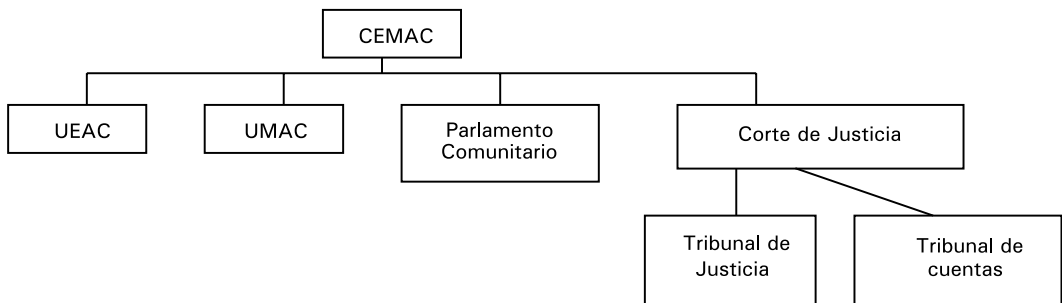 CEMAC
UEAC
UMAC
Parlamento
Comunitario
Corte de Justicia
Tribunal de
Justicia
Tribunal de
cuentas